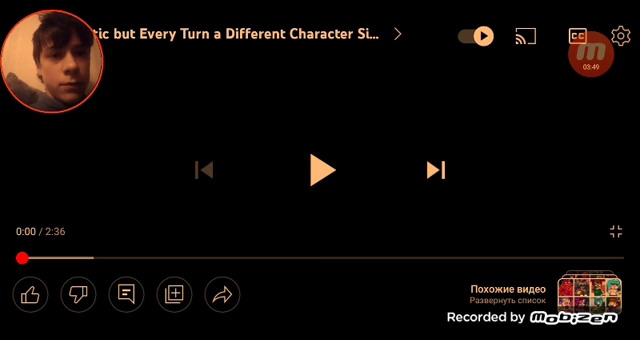 tic but Every Turn a Different Character Si...
CC
03:49
0:00 / 2:36
Похожие видео
Развернуть список
Recorded by Mobizen